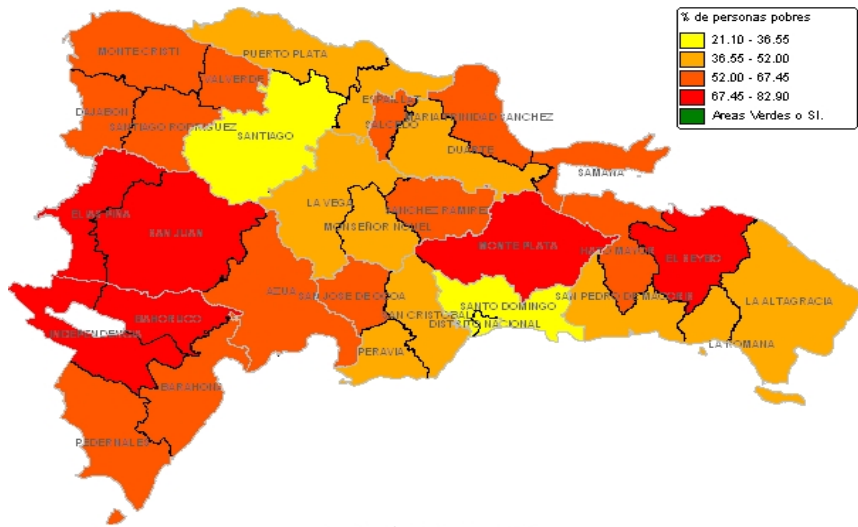 % de personas pobres
21.10 - 36.55
36.55 - 52.00
52.00 - 67.45
67.45 - 82.90
Areas Verdes o SI.
MONTE CRISTI
PUERTO PLATA
VALVERDE
DAJABON
SANTIAGO RODRIGUEZ
SANTIAGO
ESPAILLAT
SALCEDO
MARIA TRINIDAD SANCHEZ
DUARTE
SAMANA
ELIAS PIÑA
SAN JUAN
LA VEGA
MONSEÑOR NOUEL
SANCHEZ RAMIREZ
MONTE PLATA
HATO MAYOR
EL SEYBO
AZUA
SAN JOSE DE OCOA
SAN CRISTOBAL
SANTO DOMINGO
DISTRITO NACIONAL
SAN PEDRO DE MACORIS
LA ALTAGRACIA
LA ROMANA
BAHORUCO
INDEPENDENCIA
PERAVIA
BARAHONA
PEDERNALES